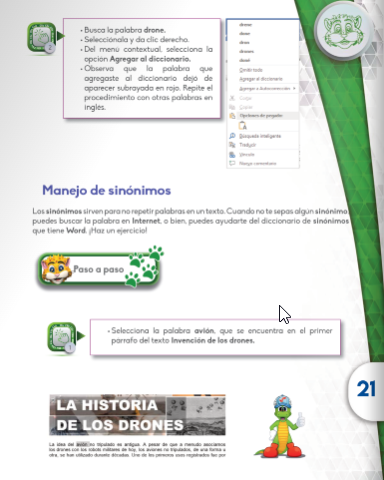 • Busca la palabra drone.
• Selecciónala y da clic derecho.
• Del menú contextual, selecciona la
opción Agregar al diccionario.
• Observa que la palabra que
agregaste al diccionario dejó de
aparecer subrayada en rojo. Repite el
procedimiento con otras palabras en
inglés.
drone
drones
Omitir todo
Agregar al diccionario
Agregar a Autocorrección
Cortar
Copiar
Opciones de pegado:
Búsqueda inteligente
Traducir
Vínculo
Nuevo comentario
Manejo de sinónimos
Los sinónimos sirven para no repetir palabras en un texto. Cuando no te sepas algún sinónimo,
puedes buscar la palabra en Internet, o bien, puedes ayudarte del diccionario de sinónimos
que tiene Word. ¡Haz un ejercicio!
Paso a paso
1
• Selecciona la palabra avión, que se encuentra en el primer
párrafo del texto Invención de los drones.
21
LA HISTORIA
DE LOS DRONES
La idea del avión no tripulado es antigua. A pesar de que a menudo asociamos
los drones con los robots militares de hoy, los aviones no tripulados, de una forma u
otra, se han utilizado durante décadas. Uno de los primeros usos registrados fue por